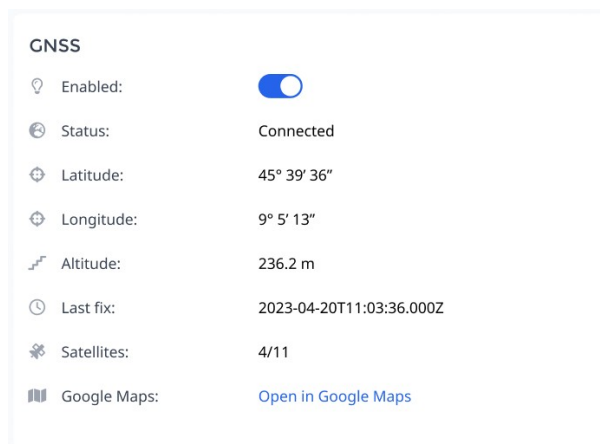 GNSS
Enabled:
Status: Connected
Latitude: 45° 39′ 36″
Longitude: 9° 5′ 13″
Altitude: 236.2 m
Last fix: 2023-04-20T11:03:36.000Z
Satellites: 4/11
Google Maps: Open in Google Maps